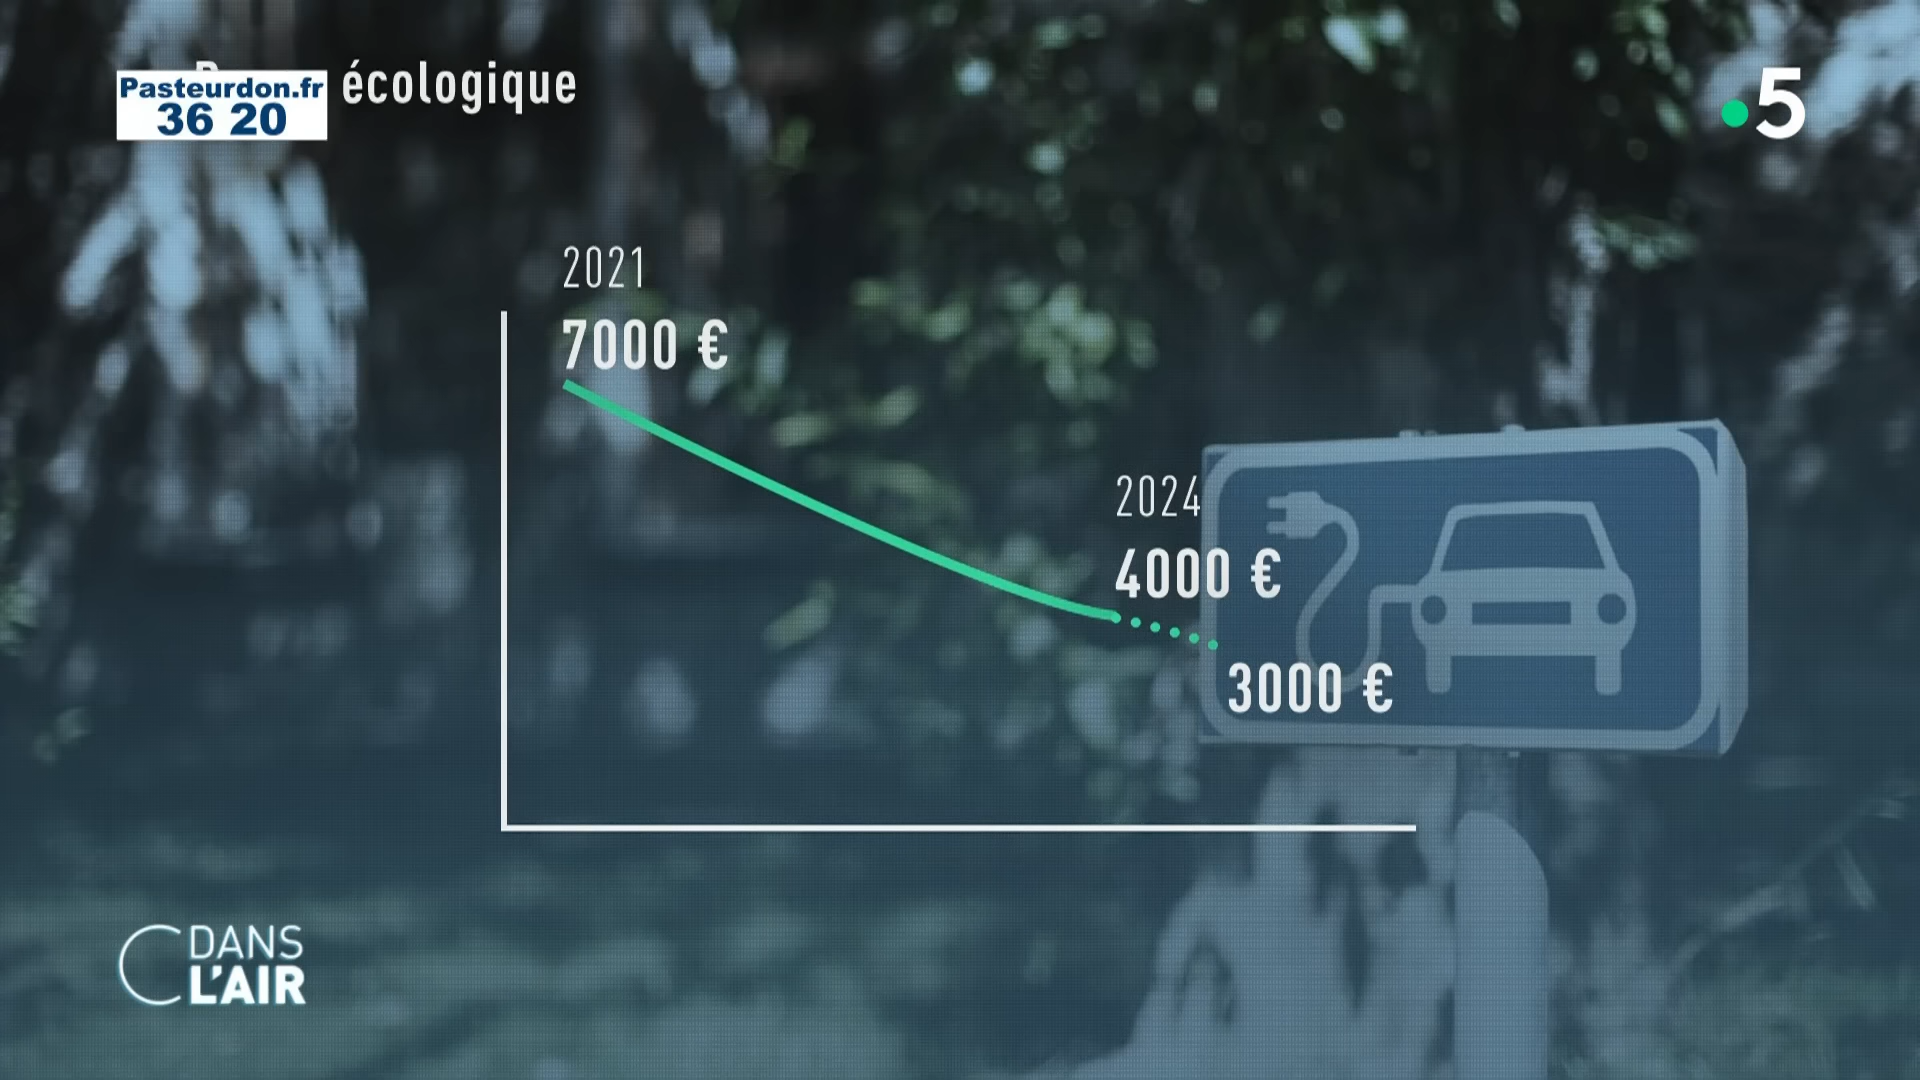 écologique
Pasteurdon.fr
36 20
5
2021
7000 €
2024
4000 €
3000 €
C DANS
L'AIR